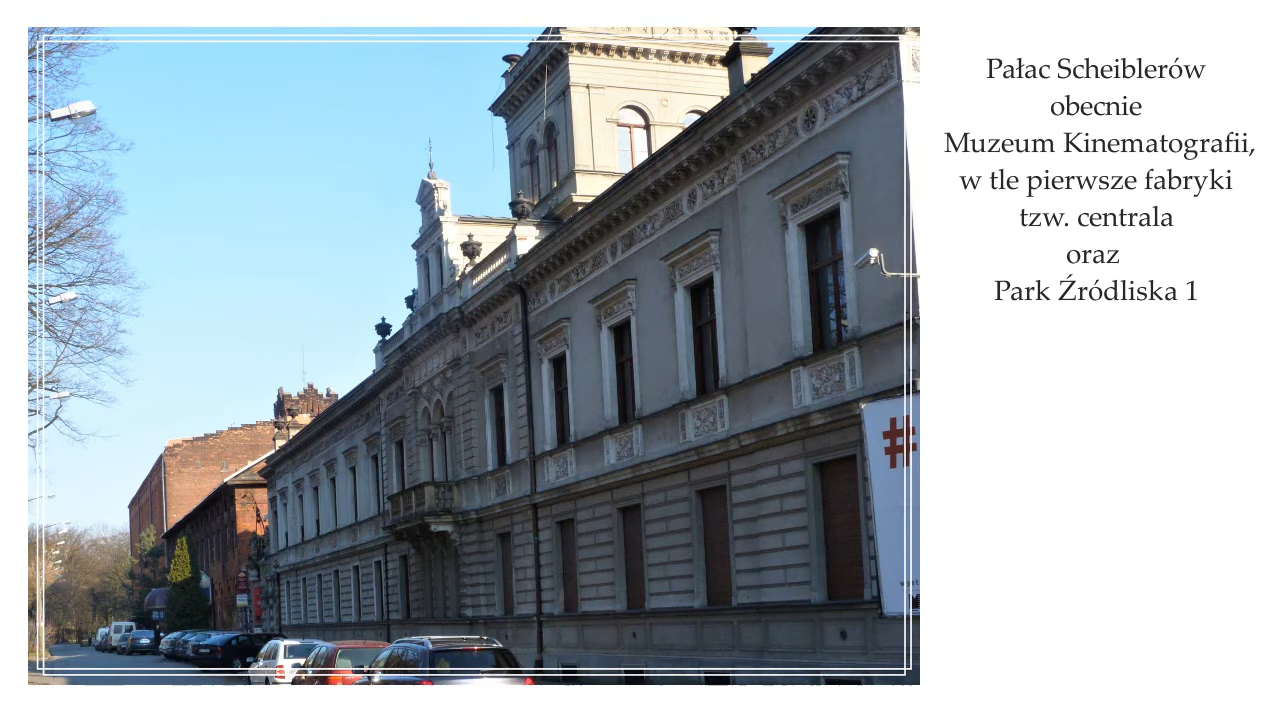 Pałac Scheiblerów
obecnie
Muzeum Kinematografii,
w tle pierwsze fabryki
tzw. centrala
oraz
Park Źródliska 1
#